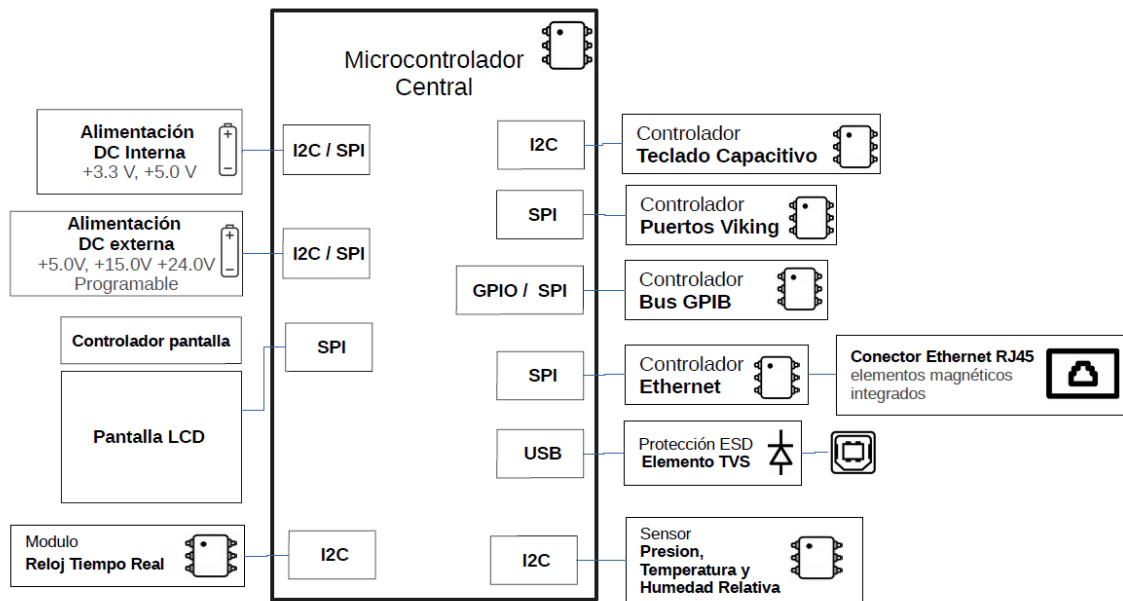 Microcontrolador
Central
Alimentación
DC Interna
+3.3 V, +5.0 V
I2C / SPI
Alimentación
DC externa
+5.0V, +15.0V +24.0V
Programable
I2C / SPI
Controlador pantalla
SPI
Pantalla LCD
Modulo
Reloj Tiempo Real
I2C
I2C
Controlador
Teclado Capacitivo
SPI
Controlador
Puertos Viking
GPIO / SPI
Controlador
Bus GPIB
SPI
Controlador
Ethernet
Conector Ethernet RJ45
elementos magnéticos
integrados
USB
Protección ESD
Elemento TVS
I2C
Sensor
Presion,
Temperatura y
Humedad Relativa